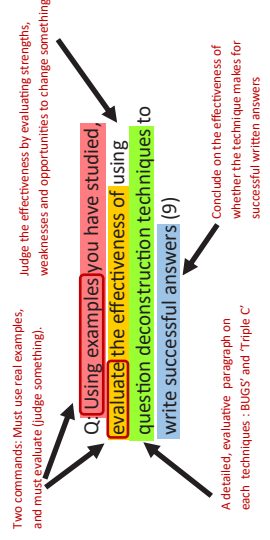 Two commands: Must use real examples,
and must evaluate (judge something).
Judge the effectiveness by evaluating strengths,
weaknesses and opportunities to change something
Q: Using examples you have studied,
evaluate the effectiveness of using
question deconstruction techniques to
write successful answers (9)
A detailed, evaluative paragraph on
each techniques : BUGS’ and ‘Triple C’
Conclude on the effectiveness of
whether the technique makes for
successful written answers